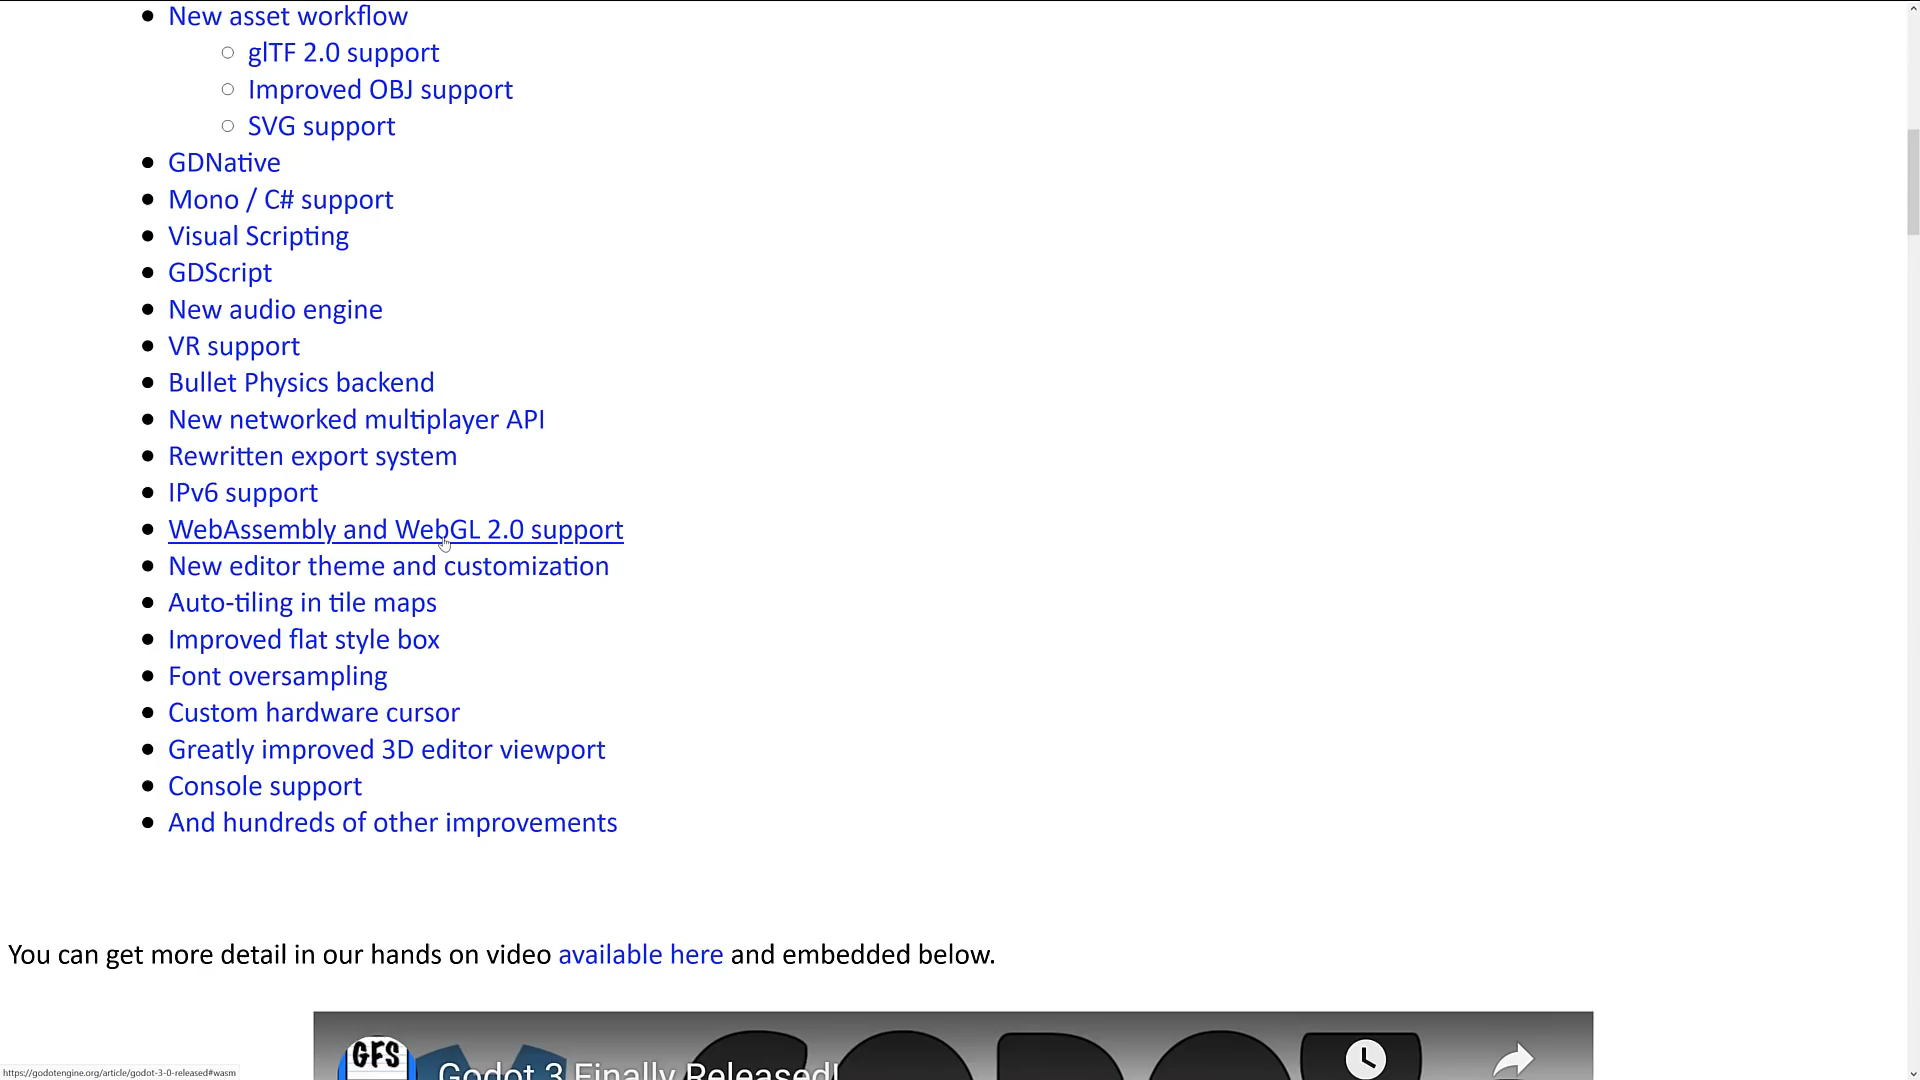 New asset workflow
glTF 2.0 support
Improved OBJ support
SVG support
GDNative
Mono / C# support
Visual Scripting
GDScript
New audio engine
VR support
Bullet Physics backend
New networked multiplayer API
Rewritten export system
IPv6 support
WebAssembly and WebGL 2.0 support
New editor theme and customization
Auto-tiling in tile maps
Improved flat style box
Font oversampling
Custom hardware cursor
Greatly improved 3D editor viewport
Console support
And hundreds of other improvements
You can get more detail in our hands on video available here and embedded below.
GFS
Godot 3 Finally Released!
https://godotengine.org/article/godot-3-0-released#wasm